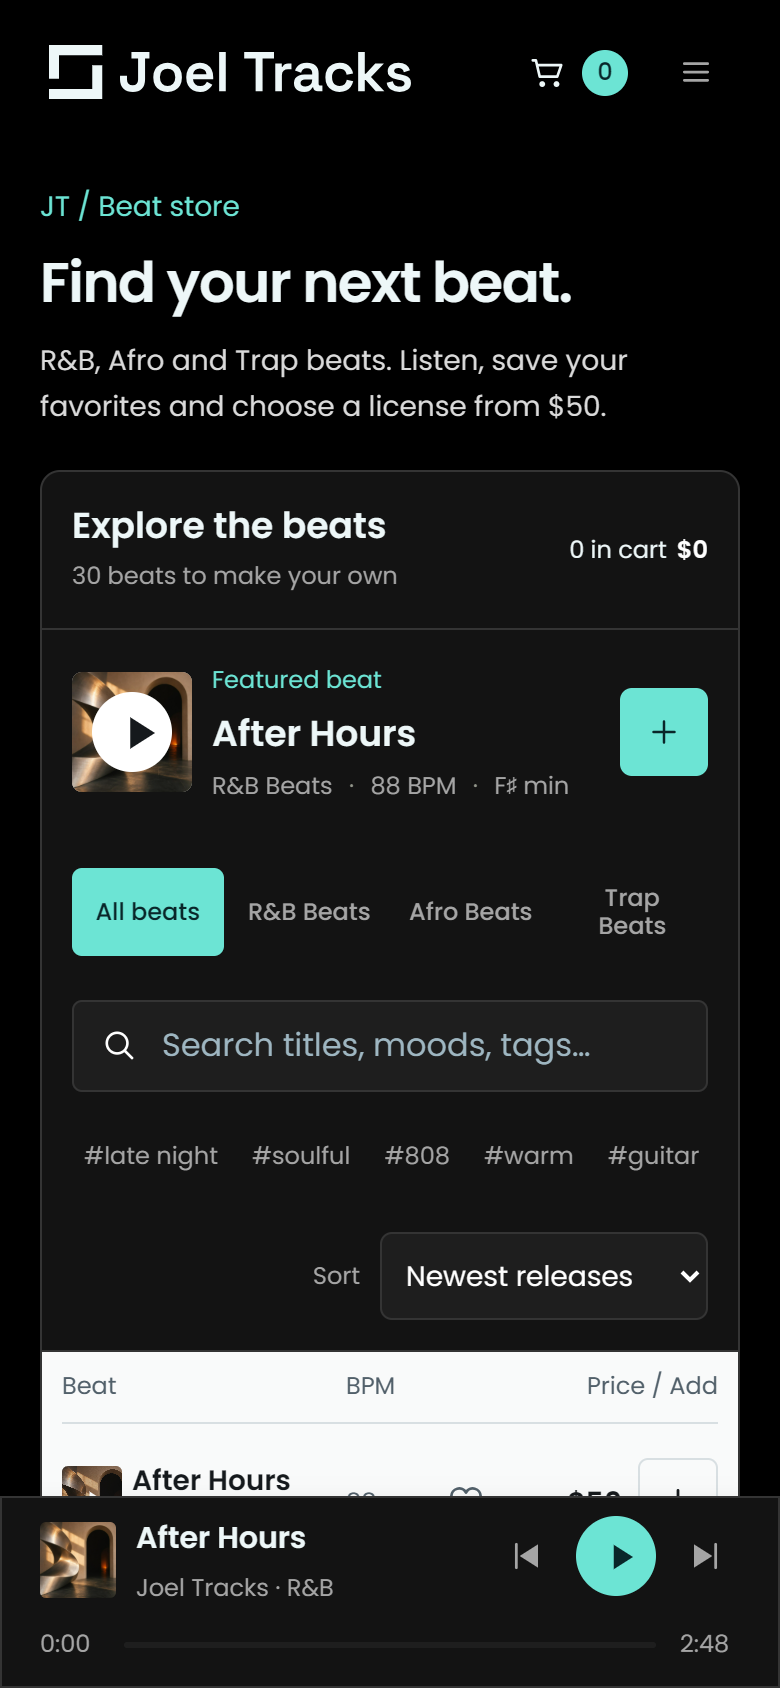 Joel Tracks
0
JT / Beat store
Find your next beat.
R&B, Afro and Trap beats. Listen, save your
favorites and choose a license from $50.
Explore the beats
30 beats to make your own
0 in cart $0
Featured beat
After Hours
R&B Beats · 88 BPM · F♯ min
All beats
R&B Beats
Afro Beats
Trap
Beats
Search titles, moods, tags...
#late night #soulful #808 #warm #guitar
Sort
Newest releases
Beat BPM Price / Add
After Hours
After Hours
Joel Tracks · R&B
0:00
2:48